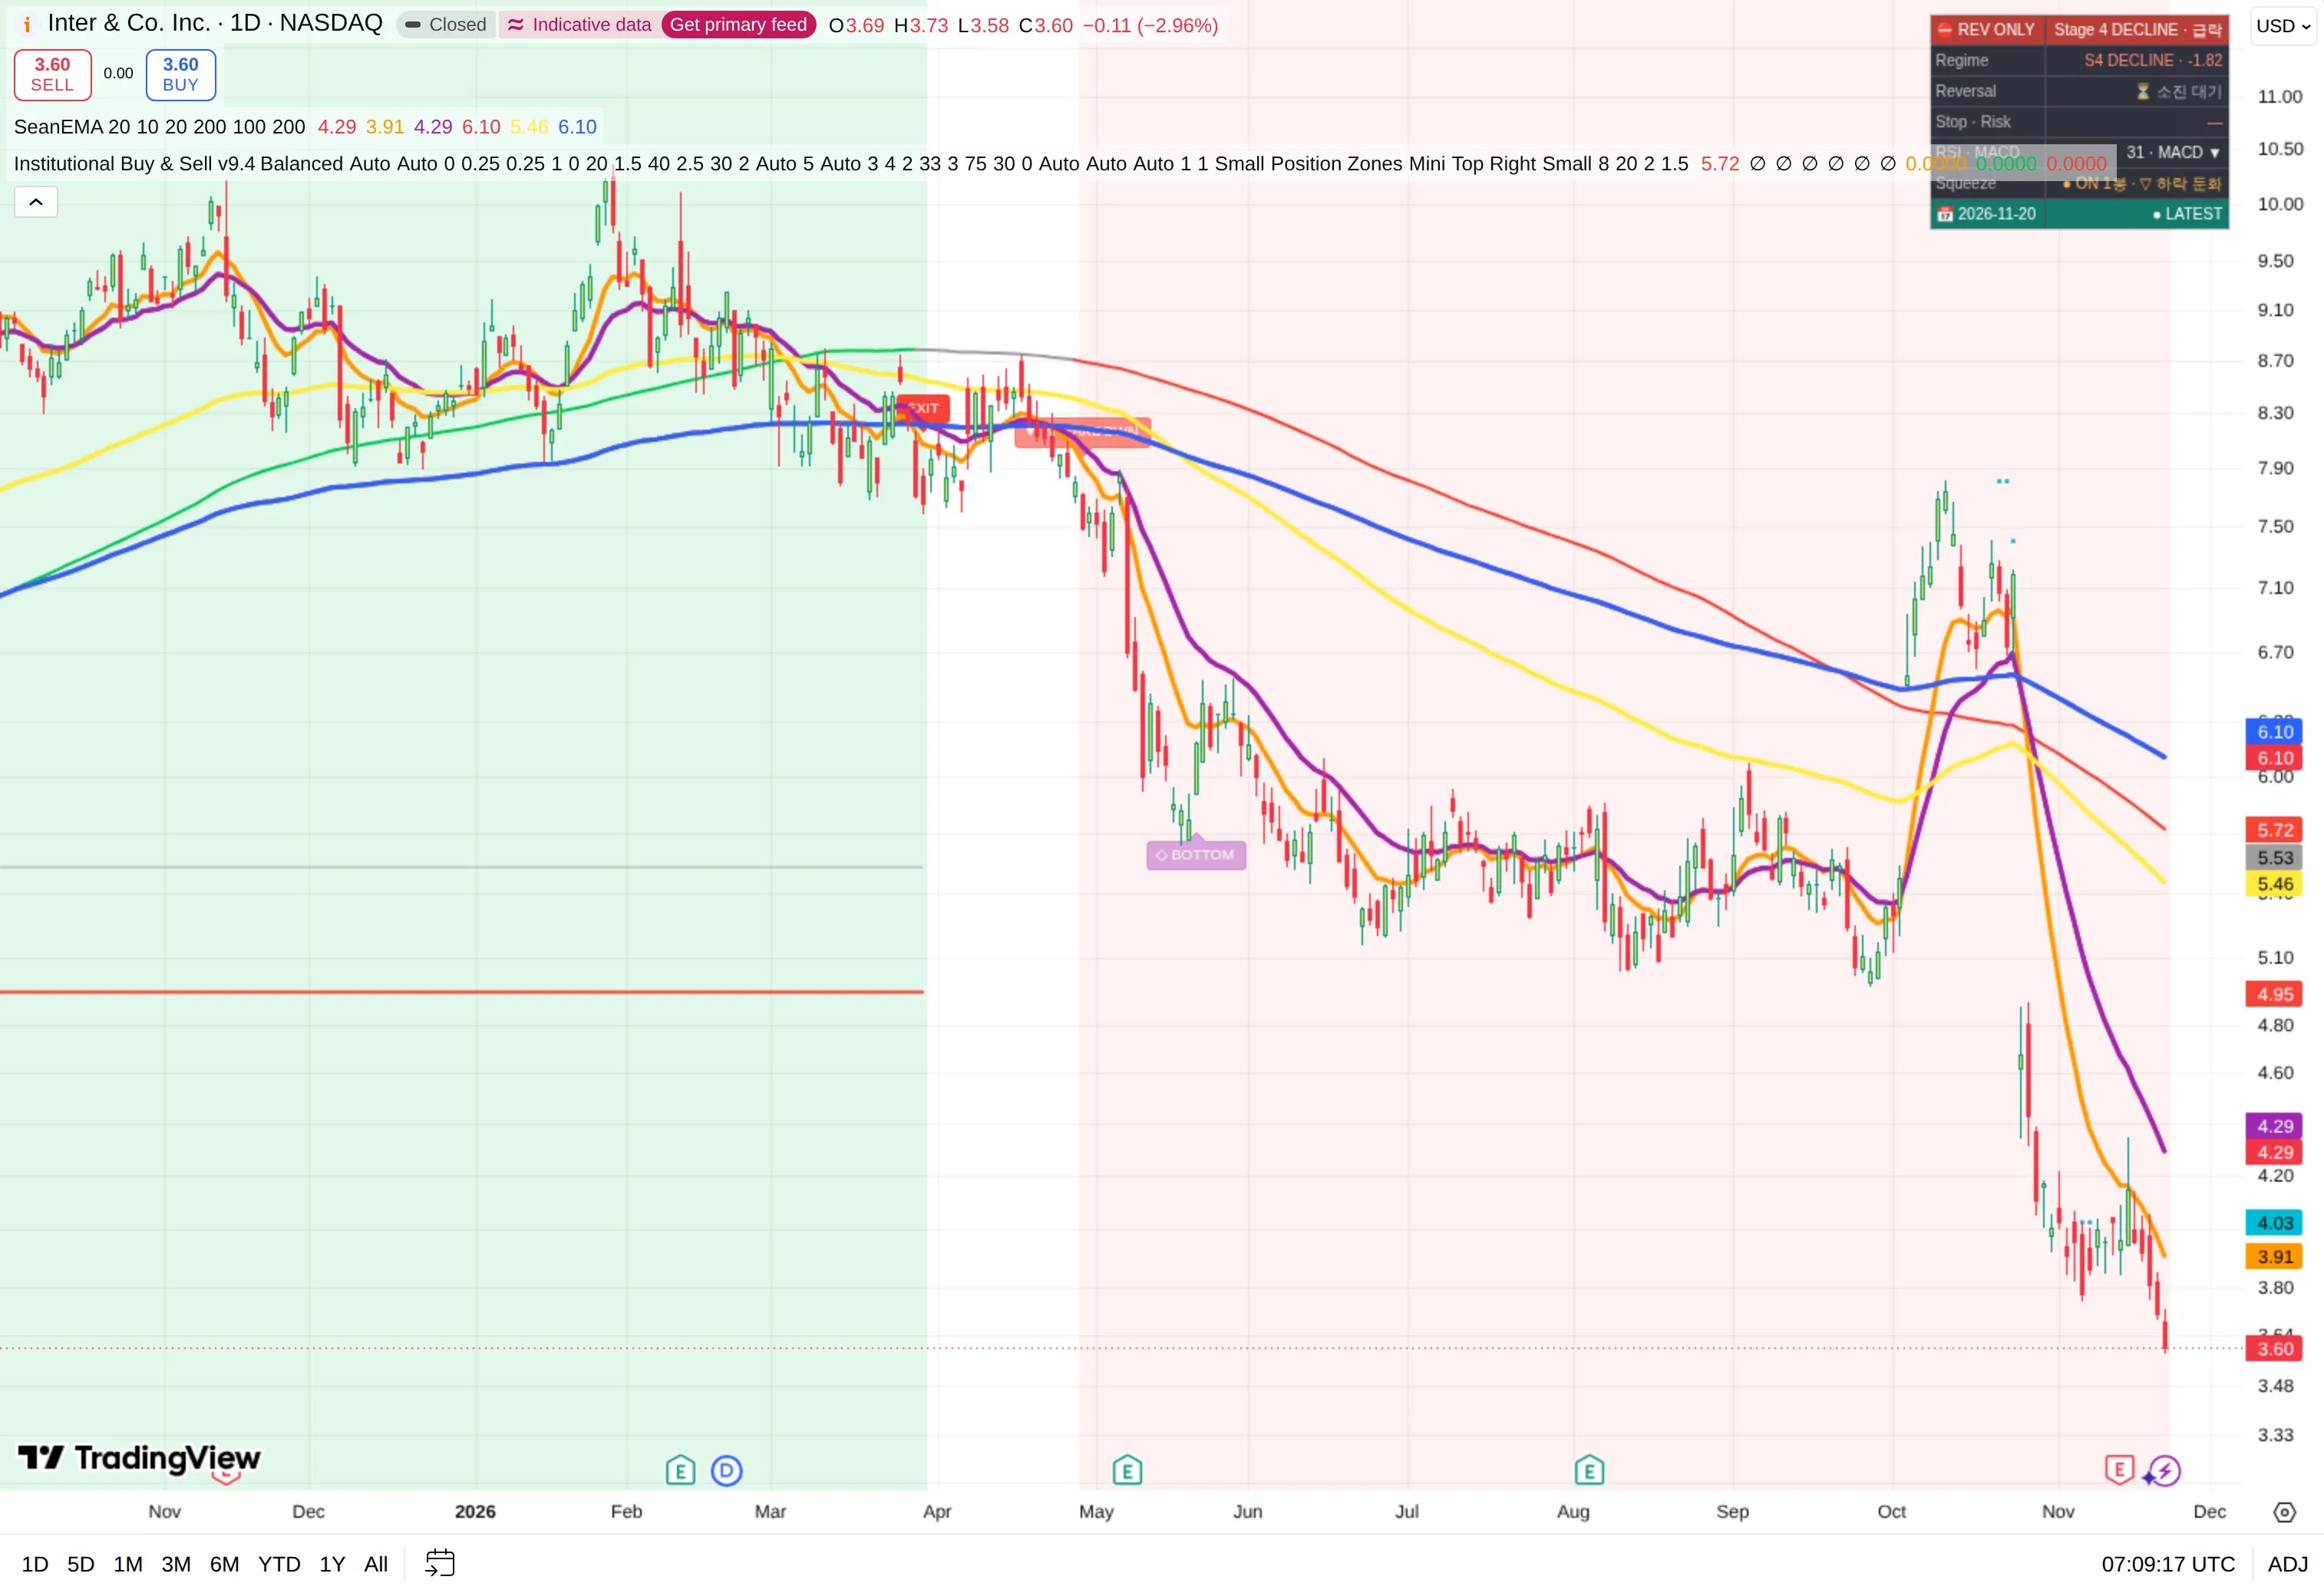 Inter & Co. Inc. · 1D · NASDAQ Closed Indicative data Get primary feed O3.69 H3.73 L3.58 C3.60 −0.11 (−2.96%)
3.60 SELL 0.00 3.60 BUY
SeanEMA 20 10 20 200 100 200 4.29 3.91 4.29 6.10 5.46 6.10
Institutional Buy & Sell v9.4 Balanced Auto Auto 0 0.25 0.25 1 0 20 1.5 40 2.5 30 2 Auto 5 Auto 3 4 2 33 3 75 30 0 Auto Auto Auto 1 1 Small Position Zones Mini Top Right Small 8 20 2 1.5 5.72 ∅ ∅ ∅ ∅ ∅ ∅ 0.0000 0.0000 0.0000
REV ONLY Stage 4 DECLINE · 급락
Regime S4 DECLINE · -1.82
Reversal ⏳ 소진 대기
Stop · Risk —
RSI · MACD 31 · MACD ▼
Squeeze ● ON 1봉 · ▽ 하락 둔화
2026-11-20 ● LATEST
USD
11.00
10.50
10.00
9.50
9.10
8.70
8.30
7.90
7.50
7.10
6.70
6.10
6.10
6.00
5.72
5.53
5.46
5.10
4.95
4.80
4.60
4.29
4.29
4.20
4.03
3.91
3.80
3.64
3.60
3.48
3.33
EXIT
◇ BOTTOM
TradingView
E
E D E E E
Nov Dec 2026 Feb Mar Apr May Jun Jul Aug Sep Oct Nov Dec
1D 5D 1M 3M 6M YTD 1Y All 07:09:17 UTC ADJ